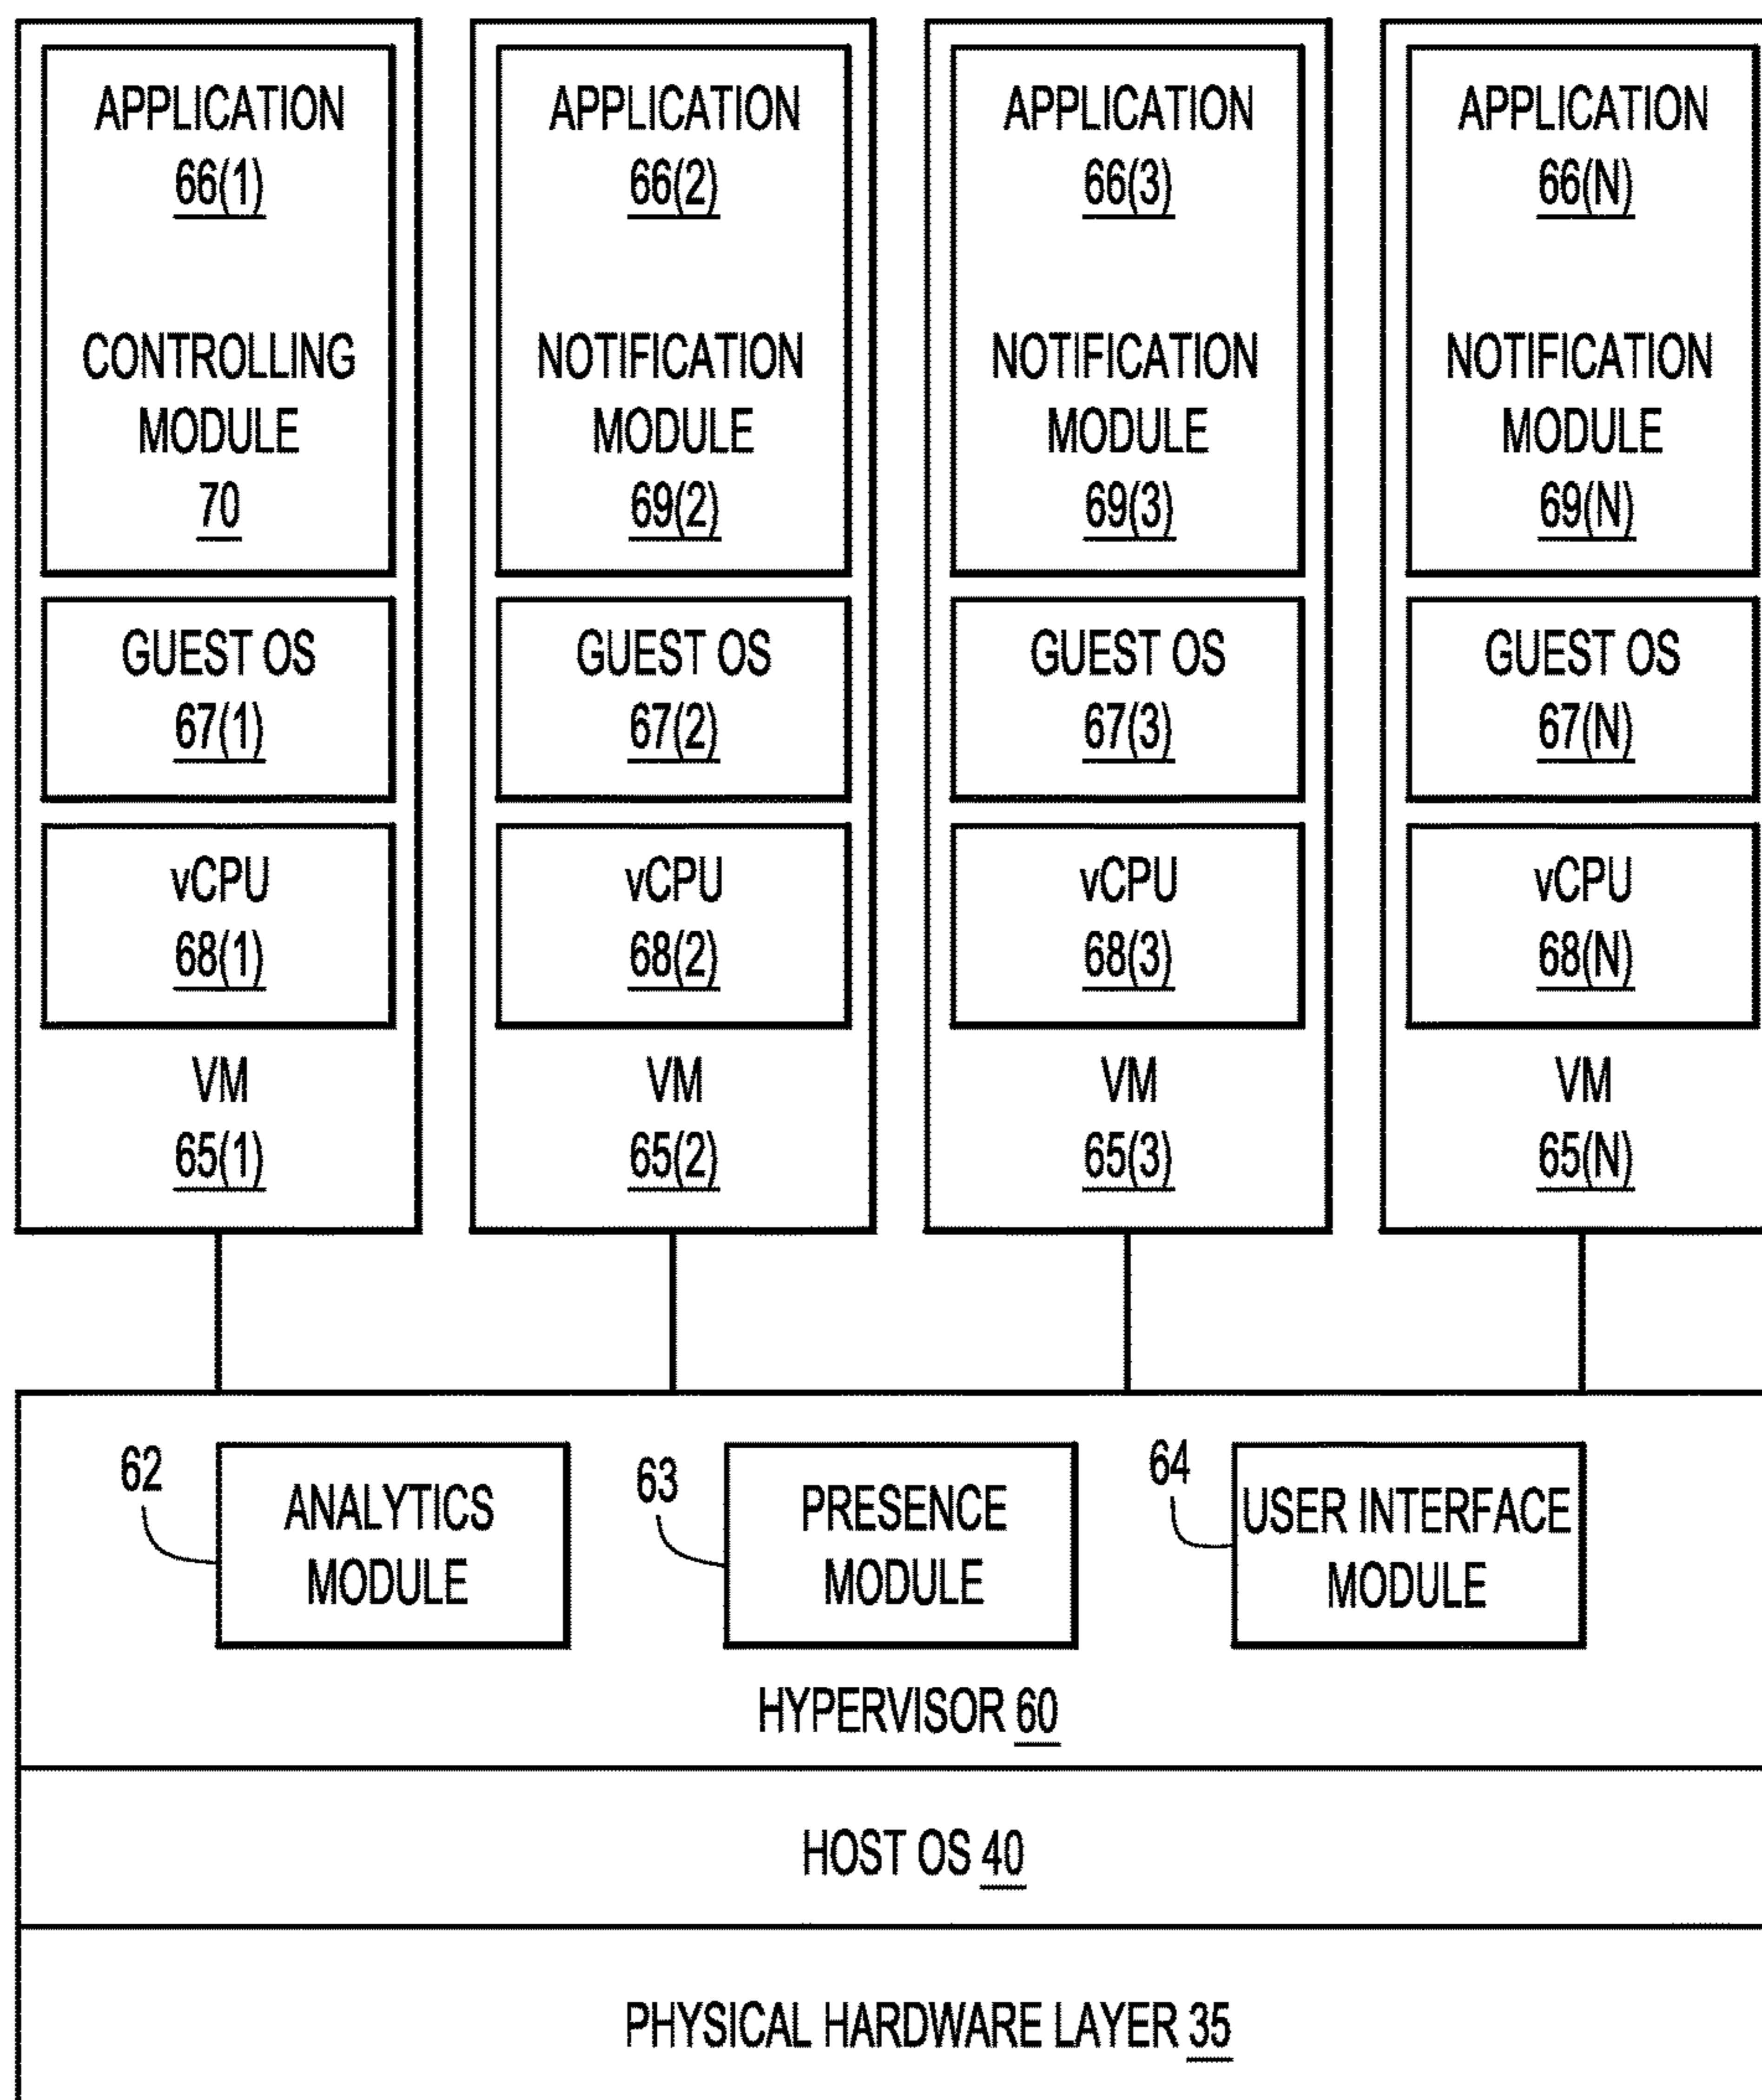 APPLICATION
66(1)
CONTROLLING
MODULE
70
GUEST OS
67(1)
vCPU
68(1)
VM
65(1)
APPLICATION
66(2)
NOTIFICATION
MODULE
69(2)
GUEST OS
67(2)
vCPU
68(2)
VM
65(2)
APPLICATION
66(3)
NOTIFICATION
MODULE
69(3)
GUEST OS
67(3)
vCPU
68(3)
VM
65(3)
APPLICATION
66(N)
NOTIFICATION
MODULE
69(N)
GUEST OS
67(N)
vCPU
68(N)
VM
65(N)
62
ANALYTICS
MODULE
63
PRESENCE
MODULE
64
USER INTERFACE
MODULE
HYPERVISOR 60
HOST OS 40
PHYSICAL HARDWARE LAYER 35